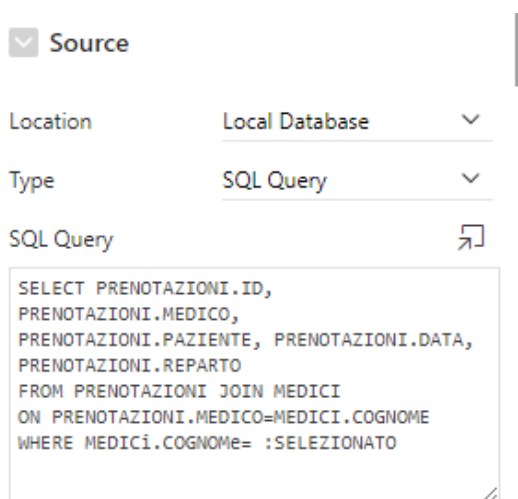 Source
Location Local Database
Type SQL Query
SQL Query
SELECT PRENOTAZIONI.ID,
PRENOTAZIONI.MEDICO,
PRENOTAZIONI.PAZIENTE, PRENOTAZIONI.DATA,
PRENOTAZIONI.REPARTO
FROM PRENOTAZIONI JOIN MEDICI
ON PRENOTAZIONI.MEDICO=MEDICI.COGNOME
WHERE MEDICi.COGNOMe= :SELEZIONATO